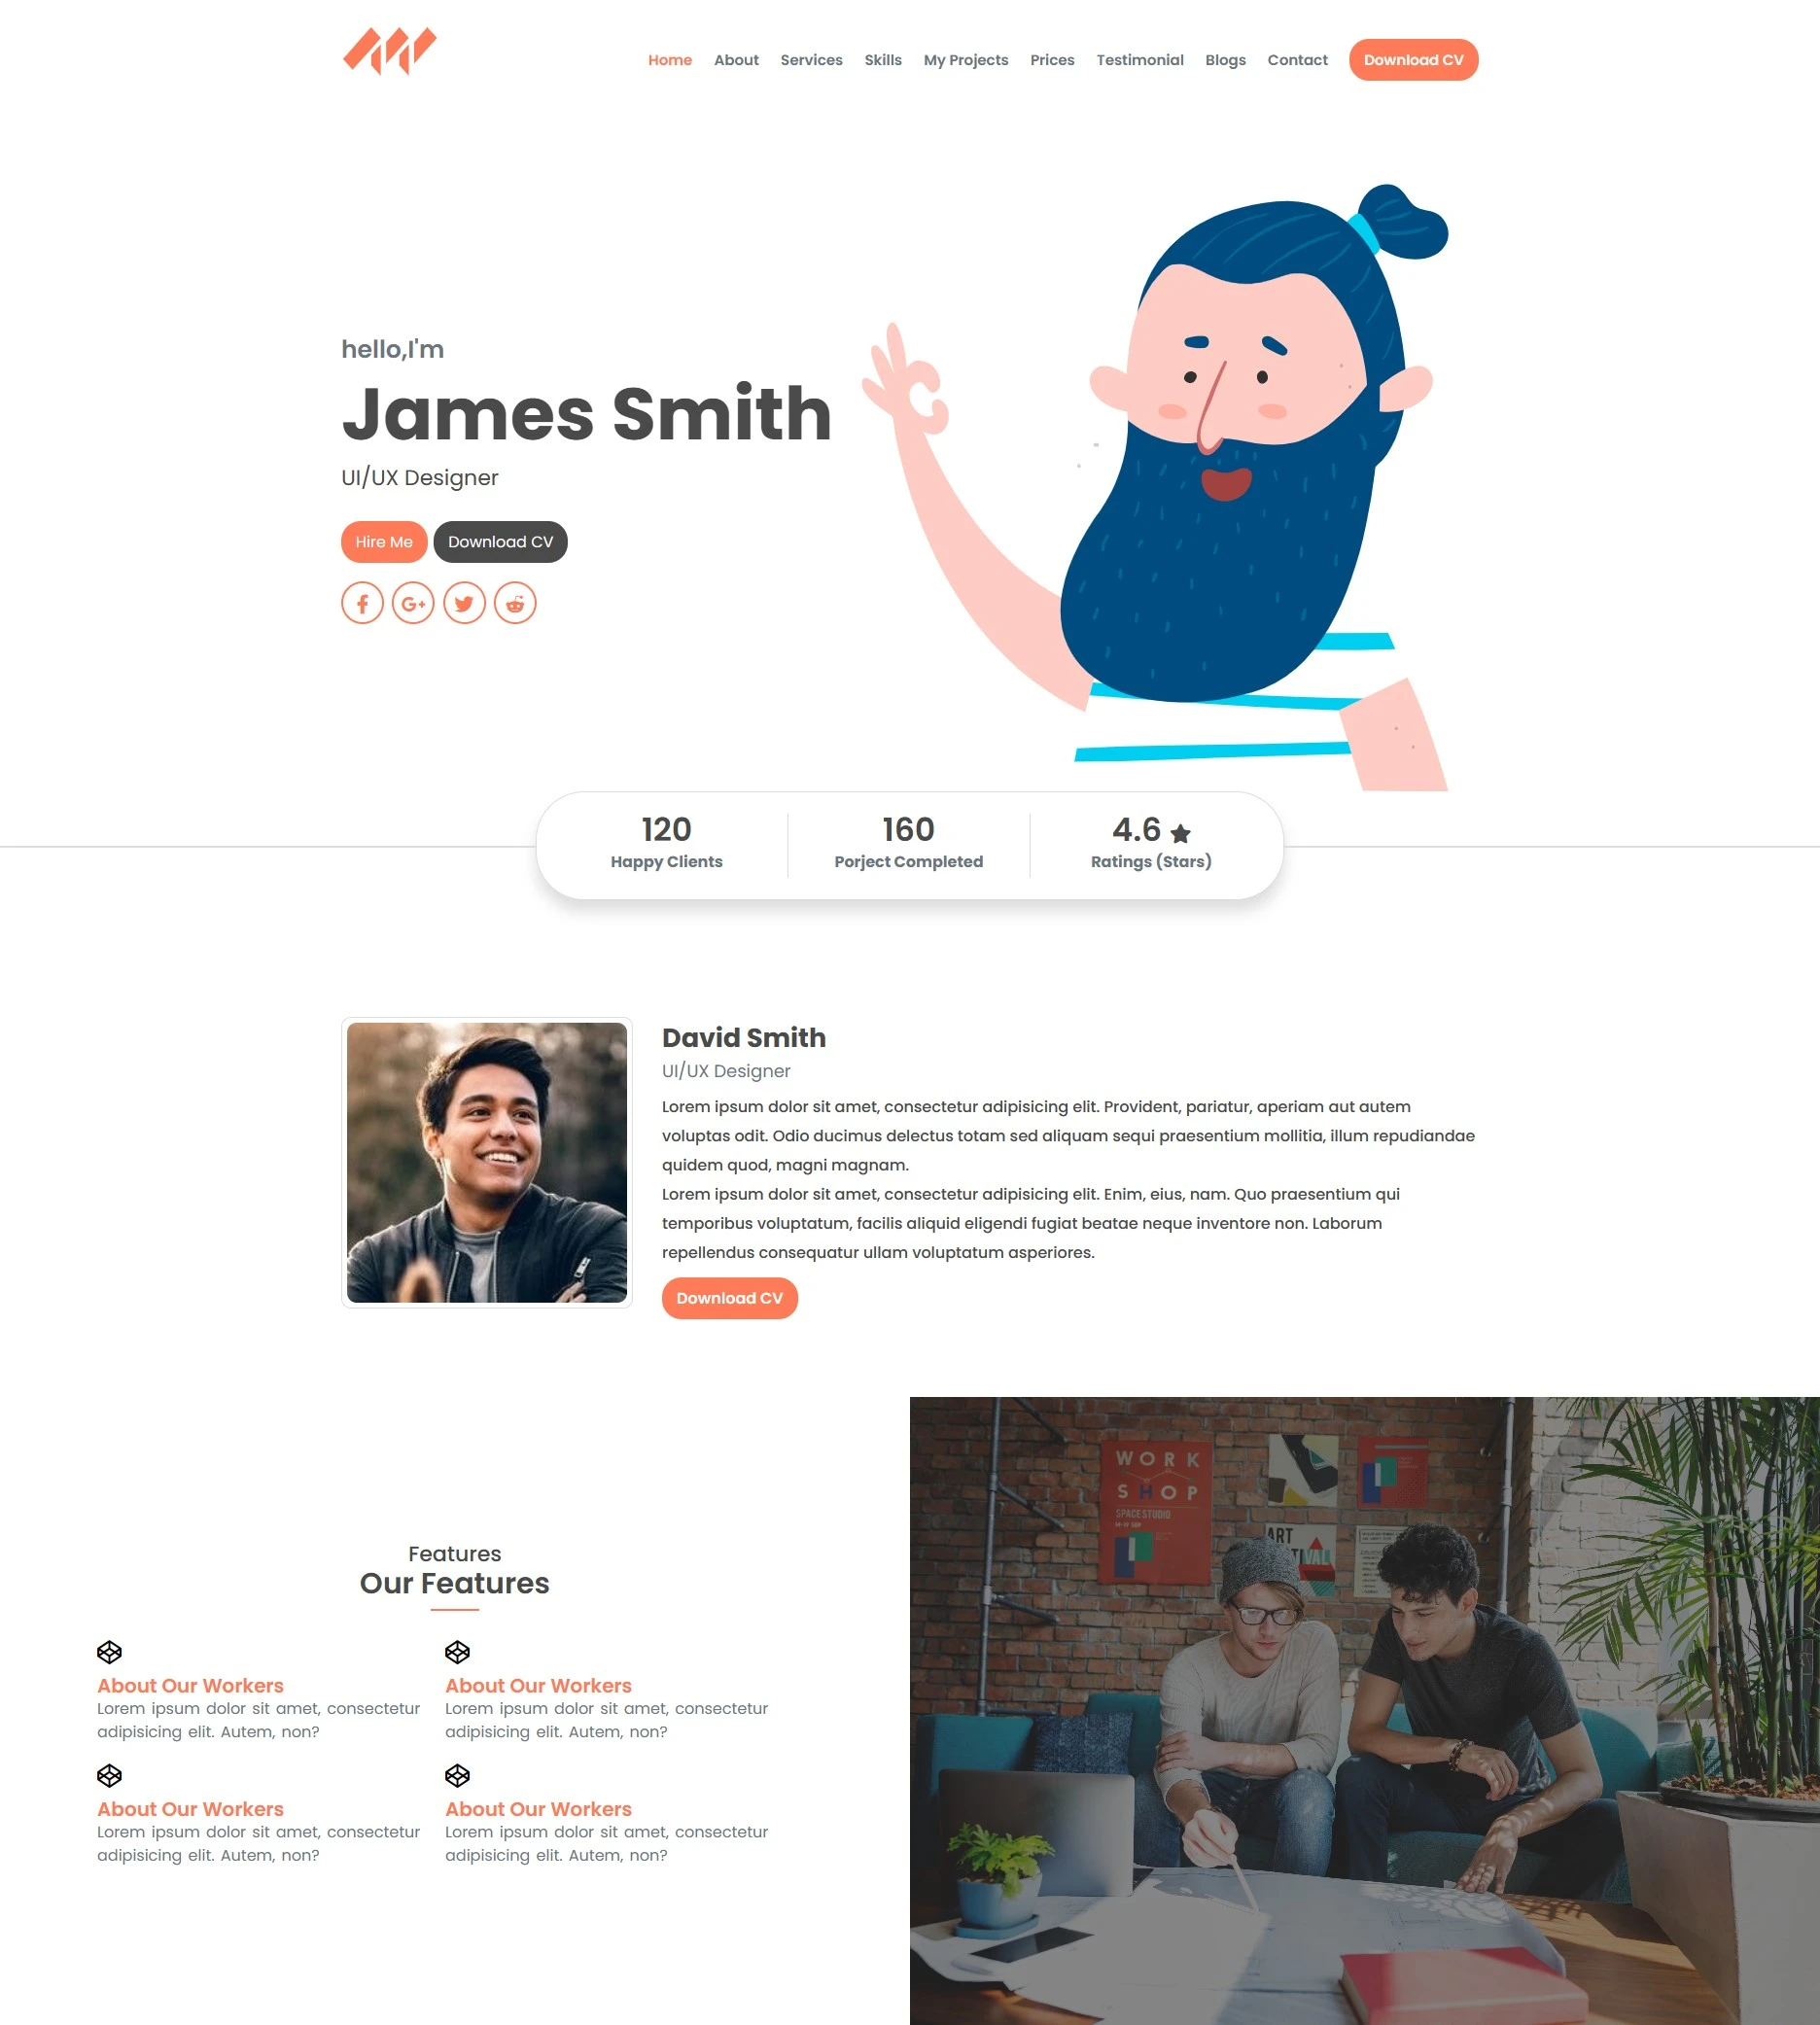 Home About Services Skills My Projects Prices Testimonial Blogs Contact Download CV
hello,I'm
James Smith
UI/UX Designer
Hire Me Download CV
120 160 4.6
Happy Clients Porject Completed Ratings (Stars)
David Smith
UI/UX Designer
Lorem ipsum dolor sit amet, consectetur adipisicing elit. Provident, pariatur, aperiam aut autem
voluptas odit. Odio ducimus delectus totam sed aliquam sequi praesentium mollitia, illum repudiandae
quidem quod, magni magnam.
Lorem ipsum dolor sit amet, consectetur adipisicing elit. Enim, eius, nam. Quo praesentium qui
temporibus voluptatum, facilis aliquid eligendi fugiat beatae neque inventore non. Laborum
repellendus consequatur ullam voluptatum asperiores.
Download CV
Features
Our Features
About Our Workers
Lorem ipsum dolor sit amet, consectetur
adipisicing elit. Autem, non?
About Our Workers
Lorem ipsum dolor sit amet, consectetur
adipisicing elit. Autem, non?
About Our Workers
Lorem ipsum dolor sit amet, consectetur
adipisicing elit. Autem, non?
About Our Workers
Lorem ipsum dolor sit amet, consectetur
adipisicing elit. Autem, non?
WORK
SHOP
SPACE STUDIO
ART